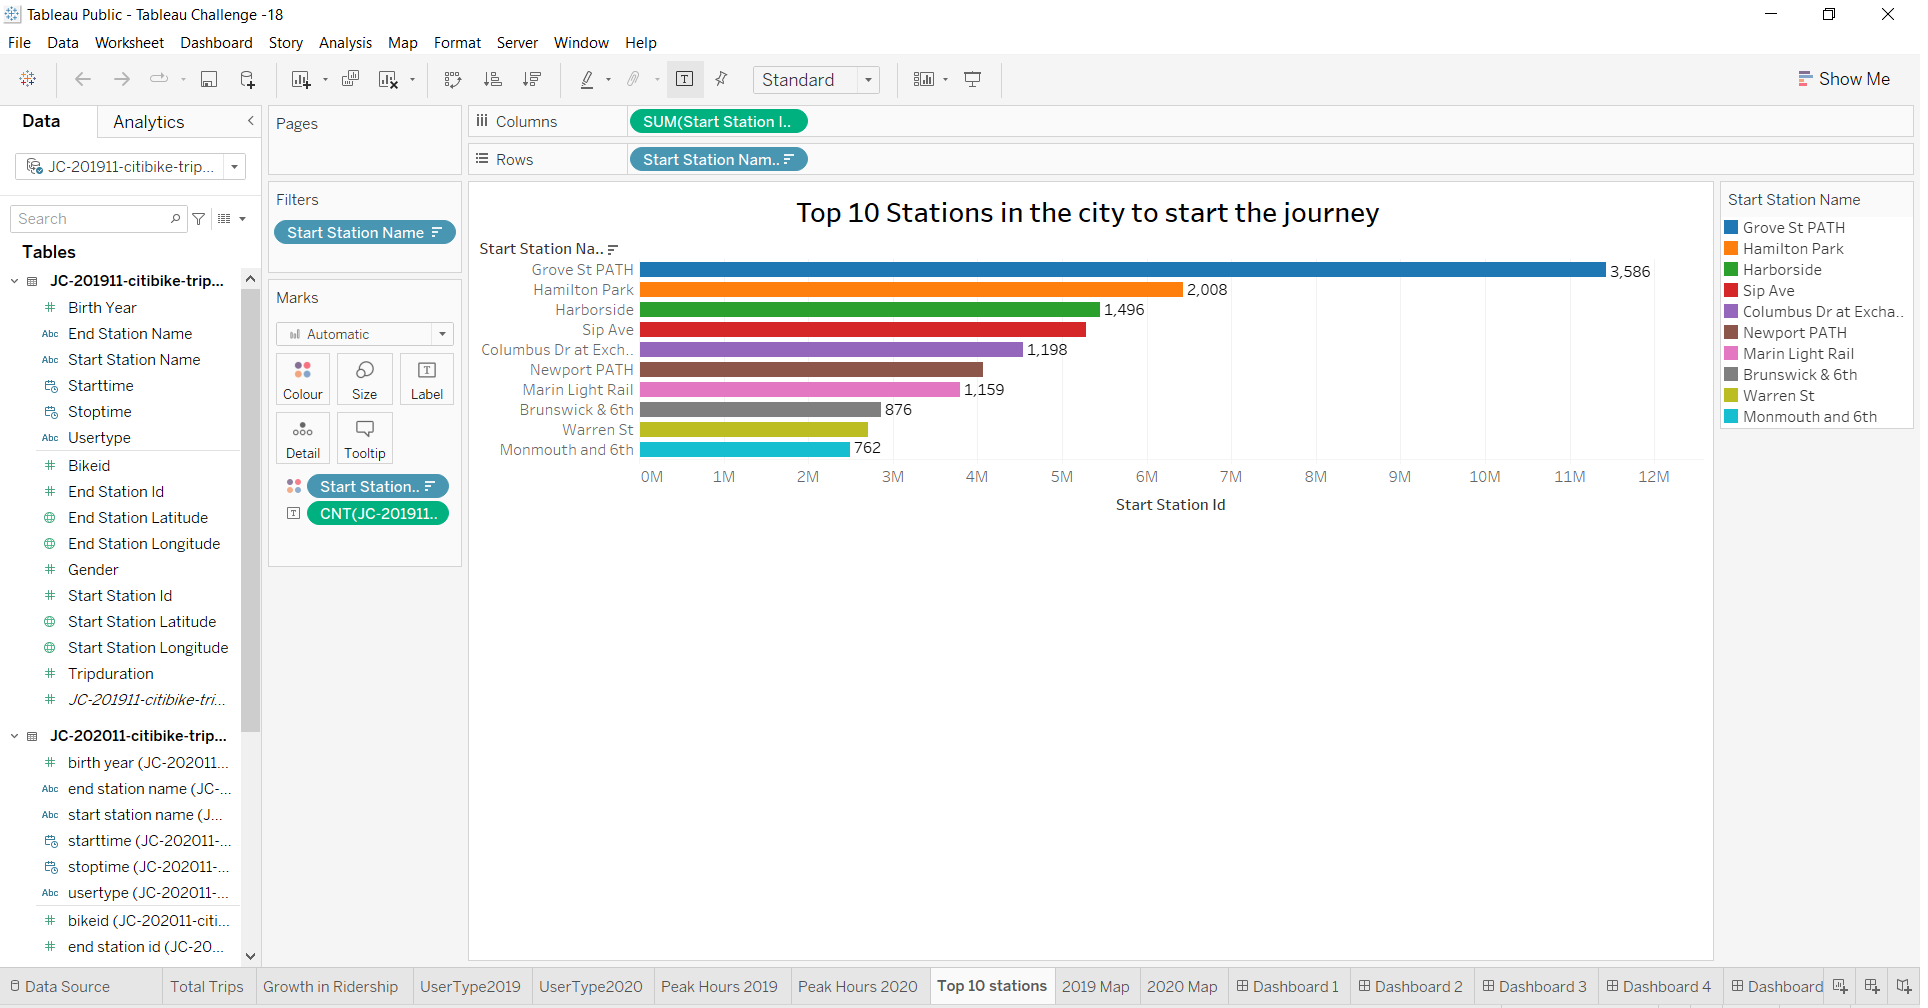 Tableau Public - Tableau Challenge -18
File Data Worksheet Dashboard Story Analysis Map Format Server Window Help
Standard
Show Me
Data
Analytics
JC-201911-citibike-trip...
Search
Tables
JC-201911-citibike-trip...
# Birth Year
Abc End Station Name
Abc Start Station Name
Starttime
Stoptime
Abc Usertype
# Bikeid
# End Station Id
End Station Latitude
End Station Longitude
# Gender
# Start Station Id
Start Station Latitude
Start Station Longitude
# Tripduration
# JC-201911-citibike-tri...
JC-202011-citibike-trip...
# birth year (JC-202011...
Abc end station name (JC-...
Abc start station name (J...
starttime (JC-202011-...
stoptime (JC-202011-...
Abc usertype (JC-202011-...
# bikeid (JC-202011-citi...
# end station id (JC-20...
Pages
Filters
Start Station Name
Marks
Automatic
Colour
Size
T
Label
Detail
Tooltip
Start Station..
T CNT(JC-201911..
Columns
SUM(Start Station I..
Rows
Start Station Nam..
Top 10 Stations in the city to start the journey
Start Station Na..
Grove St PATH 3,586
Hamilton Park 2,008
Harborside 1,496
Sip Ave
Columbus Dr at Exch.. 1,198
Newport PATH
Marin Light Rail 1,159
Brunswick & 6th 876
Warren St
Monmouth and 6th 762
0M 1M 2M 3M 4M 5M 6M 7M 8M 9M 10M 11M 12M
Start Station Id
Start Station Name
Grove St PATH
Hamilton Park
Harborside
Sip Ave
Columbus Dr at Excha..
Newport PATH
Marin Light Rail
Brunswick & 6th
Warren St
Monmouth and 6th
Data Source Total Trips Growth in Ridership UserType2019 UserType2020 Peak Hours 2019 Peak Hours 2020 Top 10 stations 2019 Map 2020 Map Dashboard 1 Dashboard 2 Dashboard 3 Dashboard 4 Dashboard